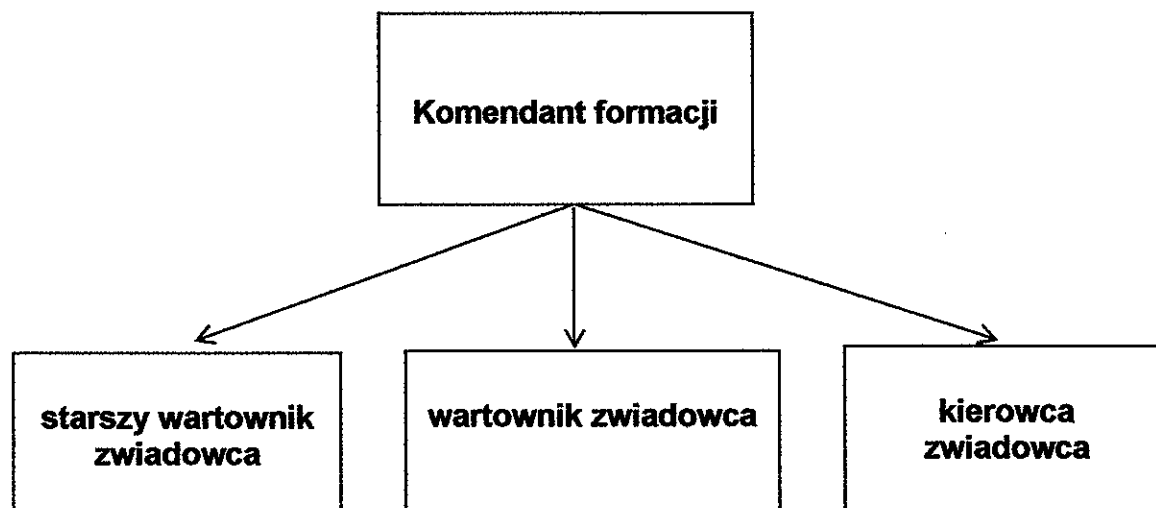 Komendant formacji
starszy wartownik
zwiadowca
wartownik zwiadowca
kierowca
zwiadowca